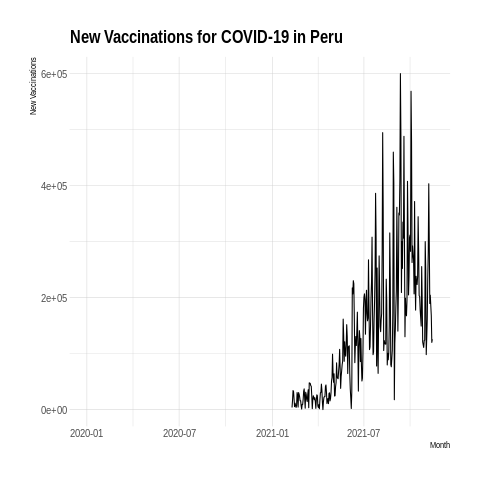 New Vaccinations for COVID-19 in Peru
New Vaccinations
6e+05
4e+05
2e+05
0e+00
2020-01
2020-07
2021-01
2021-07
Month